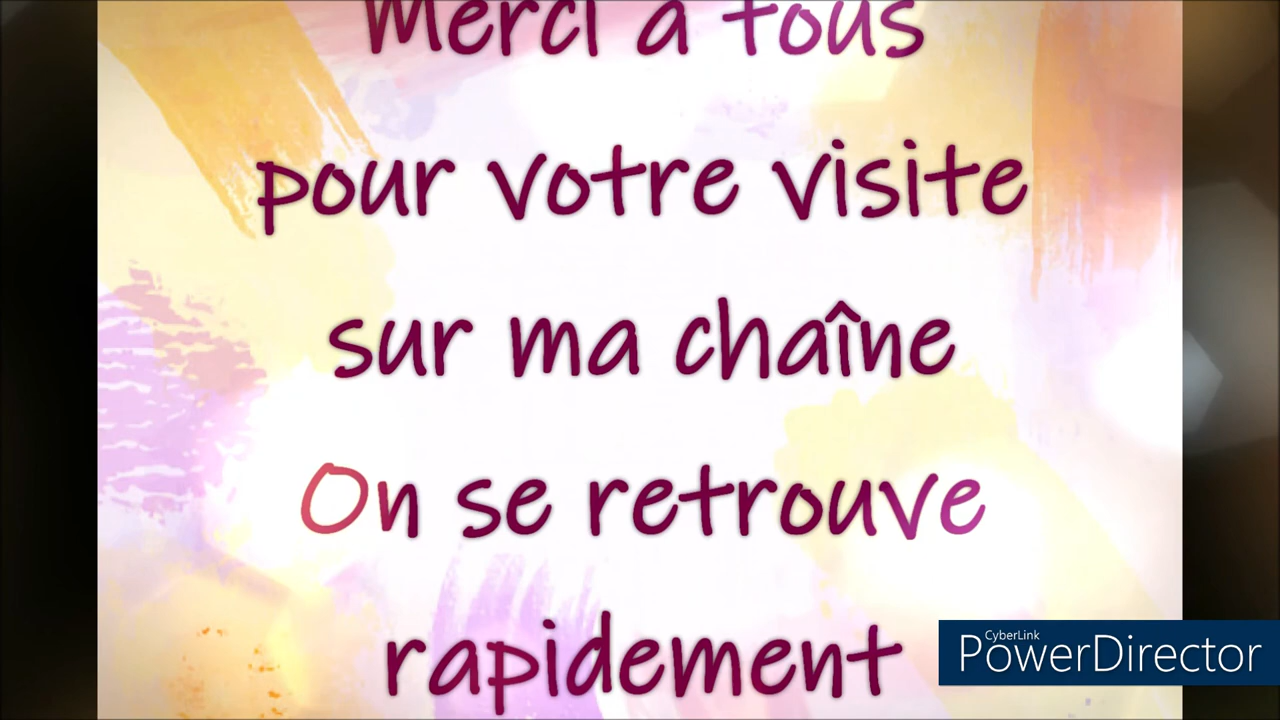 Merci à tous
pour votre visite
sur ma chaîne
On se retrouve
rapidement
CyberLink
PowerDirector